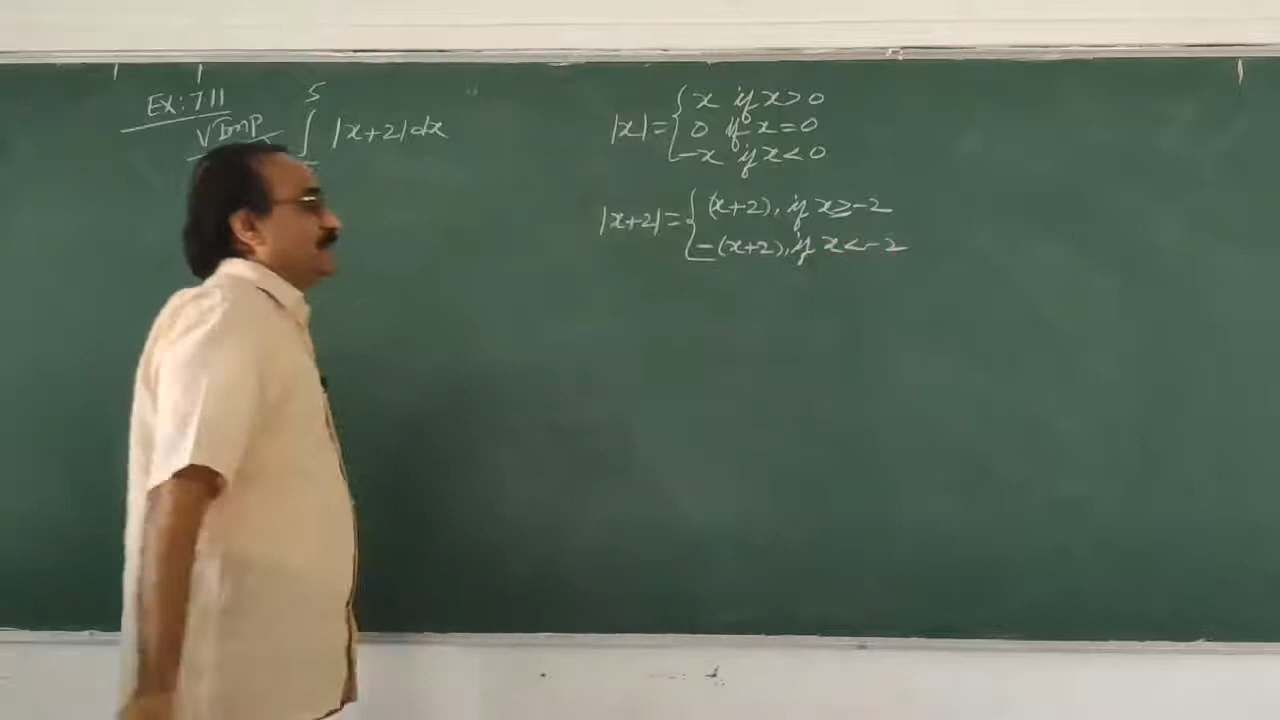 Ex: 7.11
VImp
5
∫ |x+2| dx
|x| = { x if x > 0
0 if x = 0
-x if x < 0
|x+2| = { (x+2), if x ≥ -2
-(x+2), if x < -2